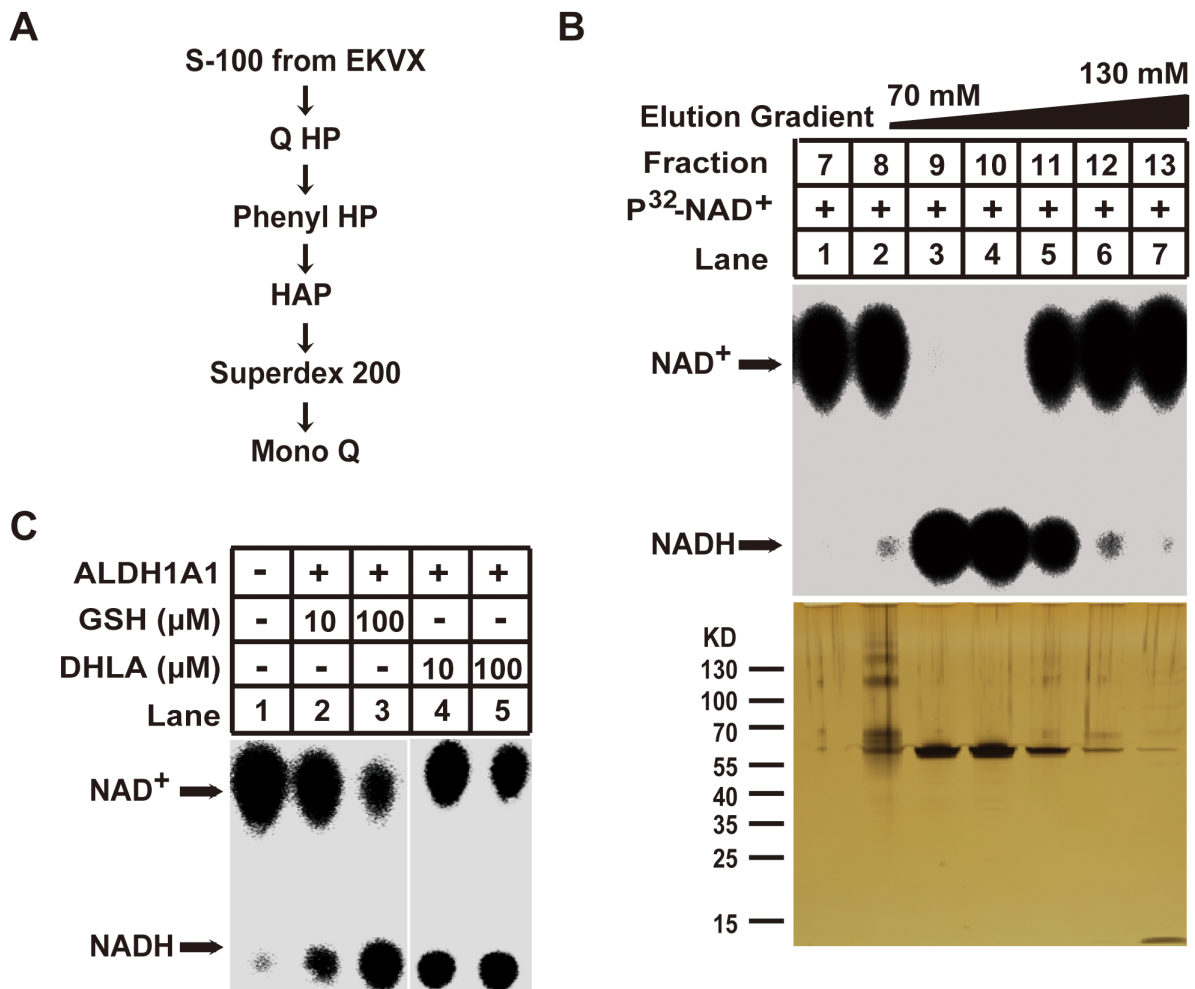 A
S-100 from EKVX
Q HP
Phenyl HP
HAP
Superdex 200
Mono Q
B
70 mM
130 mM
Elution Gradient
Fraction 7 8 9 10 11 12 13
P32-NAD+ + + + + + + +
Lane 1 2 3 4 5 6 7
NAD+
NADH
KD
130
100
70
55
40
35
25
15
C
ALDH1A1 - + + + +
GSH (µM) - 10 100 - -
DHLA (µM) - - - 10 100
Lane 1 2 3 4 5
NAD+
NADH